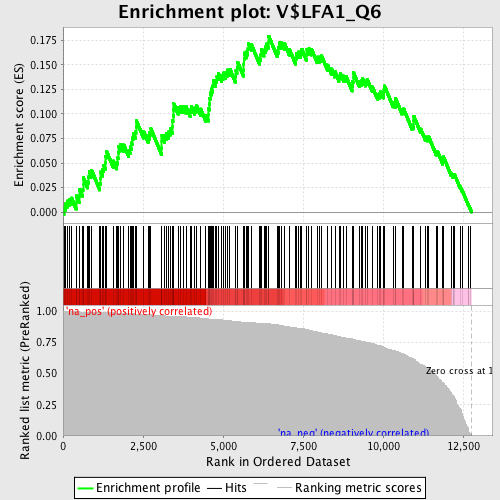 Enrichment plot: V$LFA1_Q6
Enrichment score (ES)
0.175
0.150
0.125
0.100
0.075
0.050
0.025
0.000
'na_pos' (positively correlated)
Ranked list metric (PreRanked)
1.00
0.75
0.50
0.25
0.00
Zero cross at 1
'na_neg' (negatively correlated)
0
2,500
5,000
7,500
10,000
12,500
Rank in Ordered Dataset
Enrichment profile
Hits
Ranking metric scores